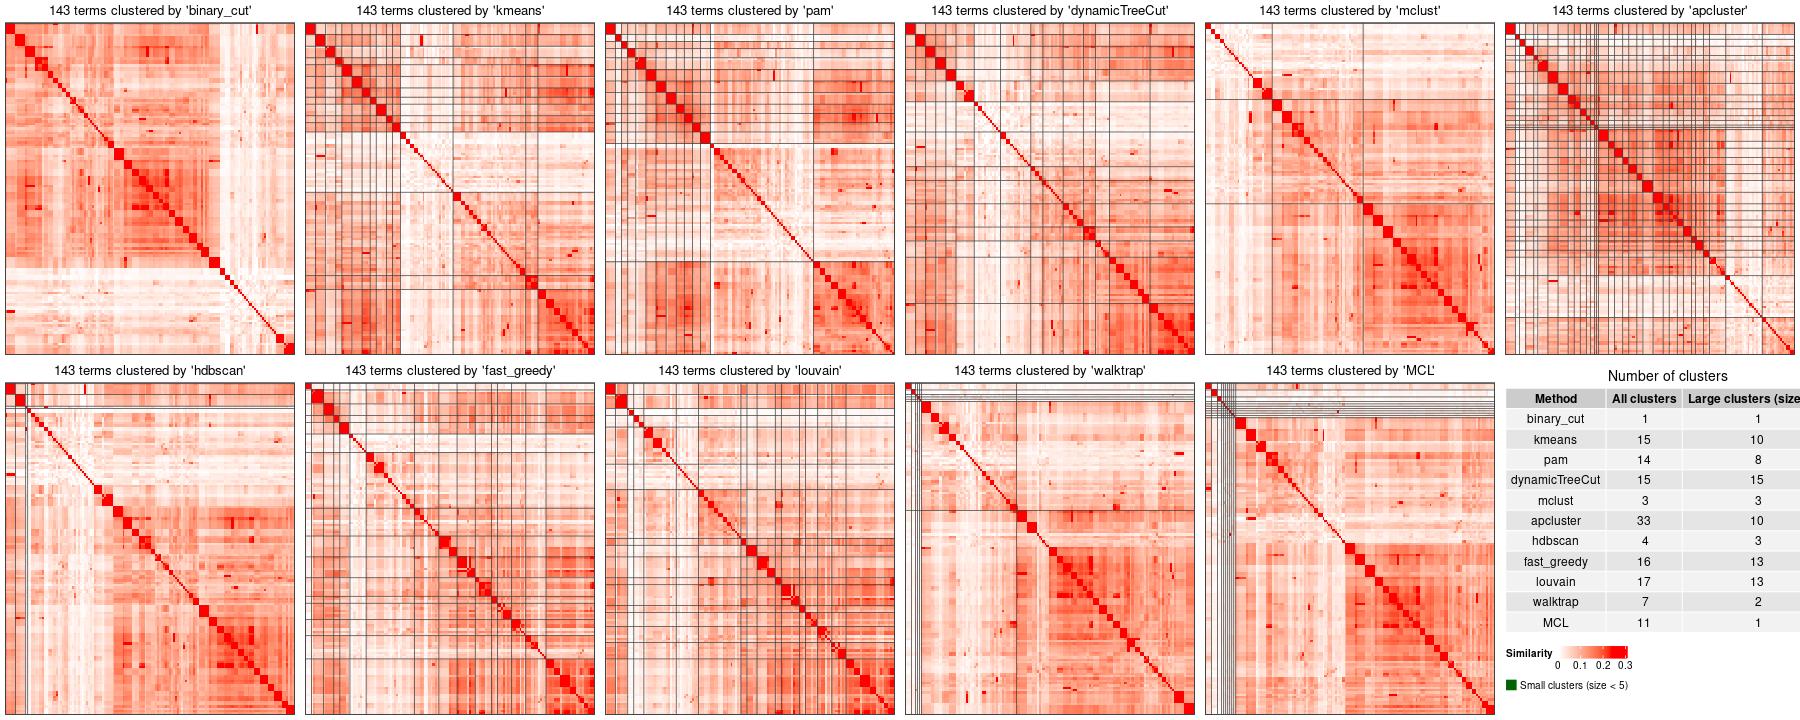 143 terms clustered by 'binary_cut'
143 terms clustered by 'kmeans'
143 terms clustered by 'pam'
143 terms clustered by 'dynamicTreeCut'
143 terms clustered by 'mclust'
143 terms clustered by 'apcluster'
143 terms clustered by 'hdbscan'
143 terms clustered by 'fast_greedy'
143 terms clustered by 'louvain'
143 terms clustered by 'walktrap'
143 terms clustered by 'MCL'
Number of clusters
Method All clusters Large clusters (size
binary_cut 1 1
kmeans 15 10
pam 14 8
dynamicTreeCut 15 15
mclust 3 3
apcluster 33 10
hdbscan 4 3
fast_greedy 16 13
louvain 17 13
walktrap 7 2
MCL 11 1
Similarity
0 0.1 0.2 0.3
Small clusters (size < 5)